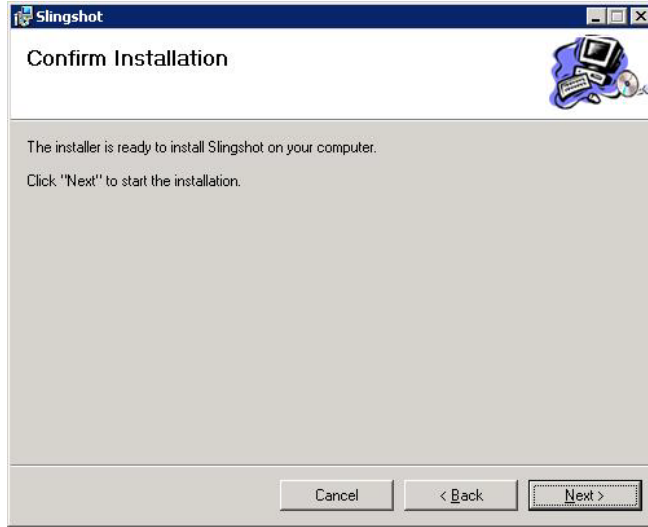 Slingshot
Confirm Installation
The installer is ready to install Slingshot on your computer.
Click "Next" to start the installation.
Cancel
< Back
Next >